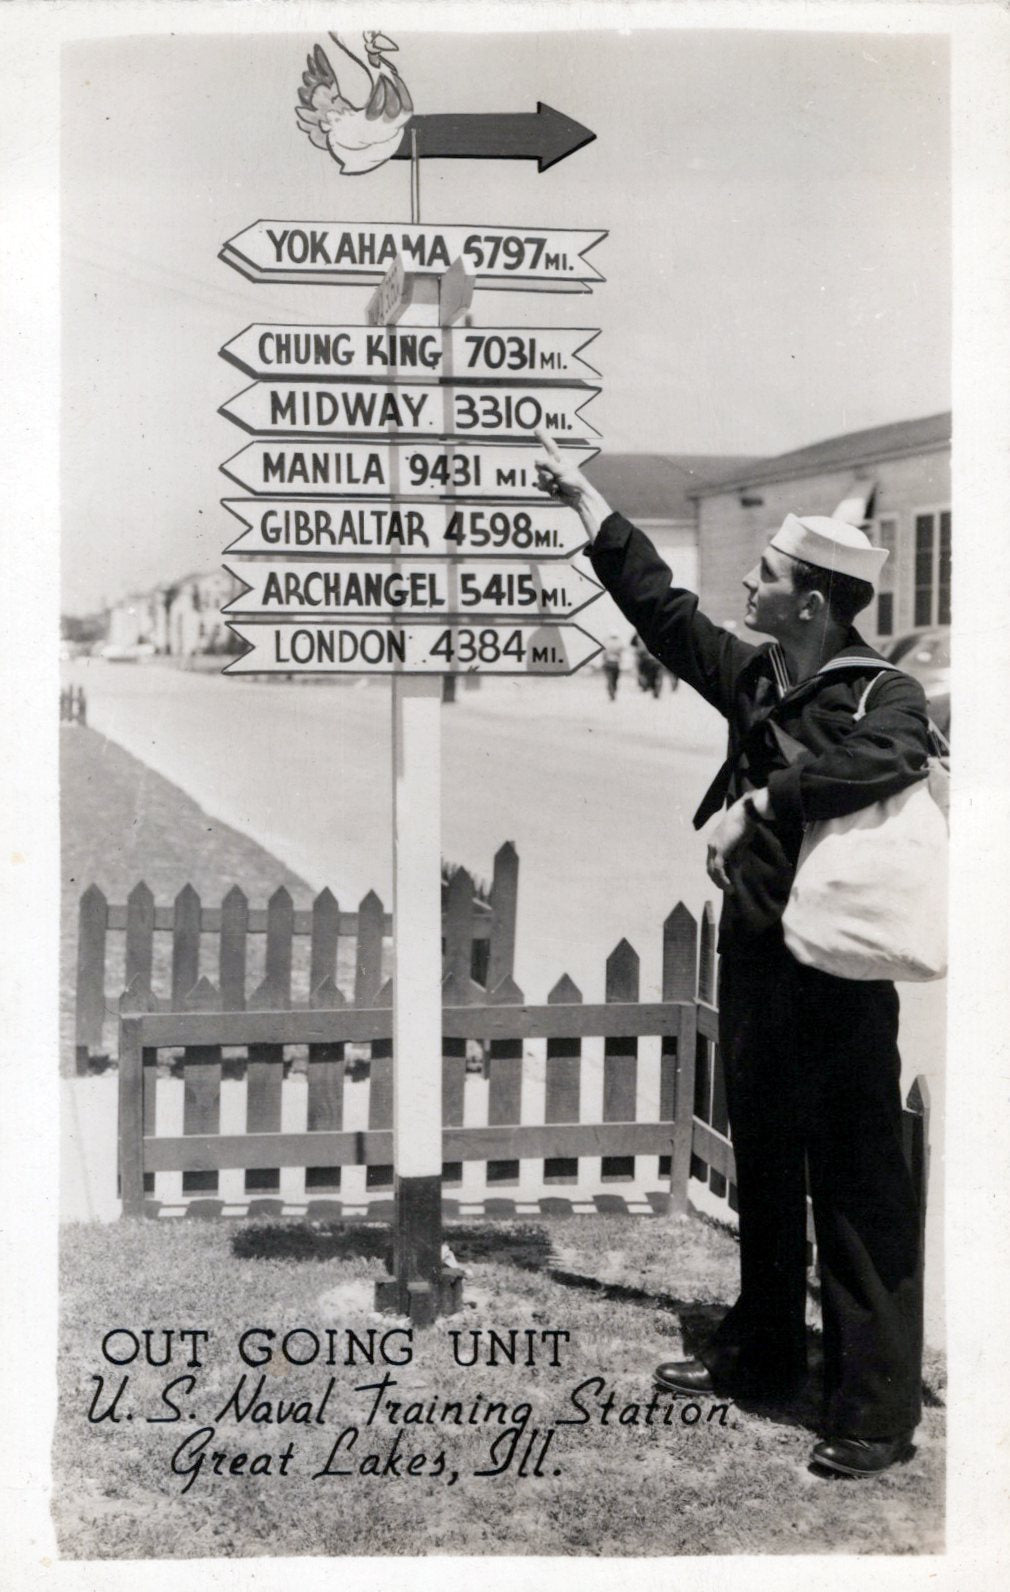 YOKAHAMA 6797 MI.
CHUNG KING 7031 MI.
MIDWAY. 3310 MI.
MANILA 9431 MI.
GIBRALTAR 4598 MI.
ARCHANGEL 5415 MI.
LONDON 4384 MI.
OUT GOING UNIT
U. S. Naval Training Station
Great Lakes, Ill.